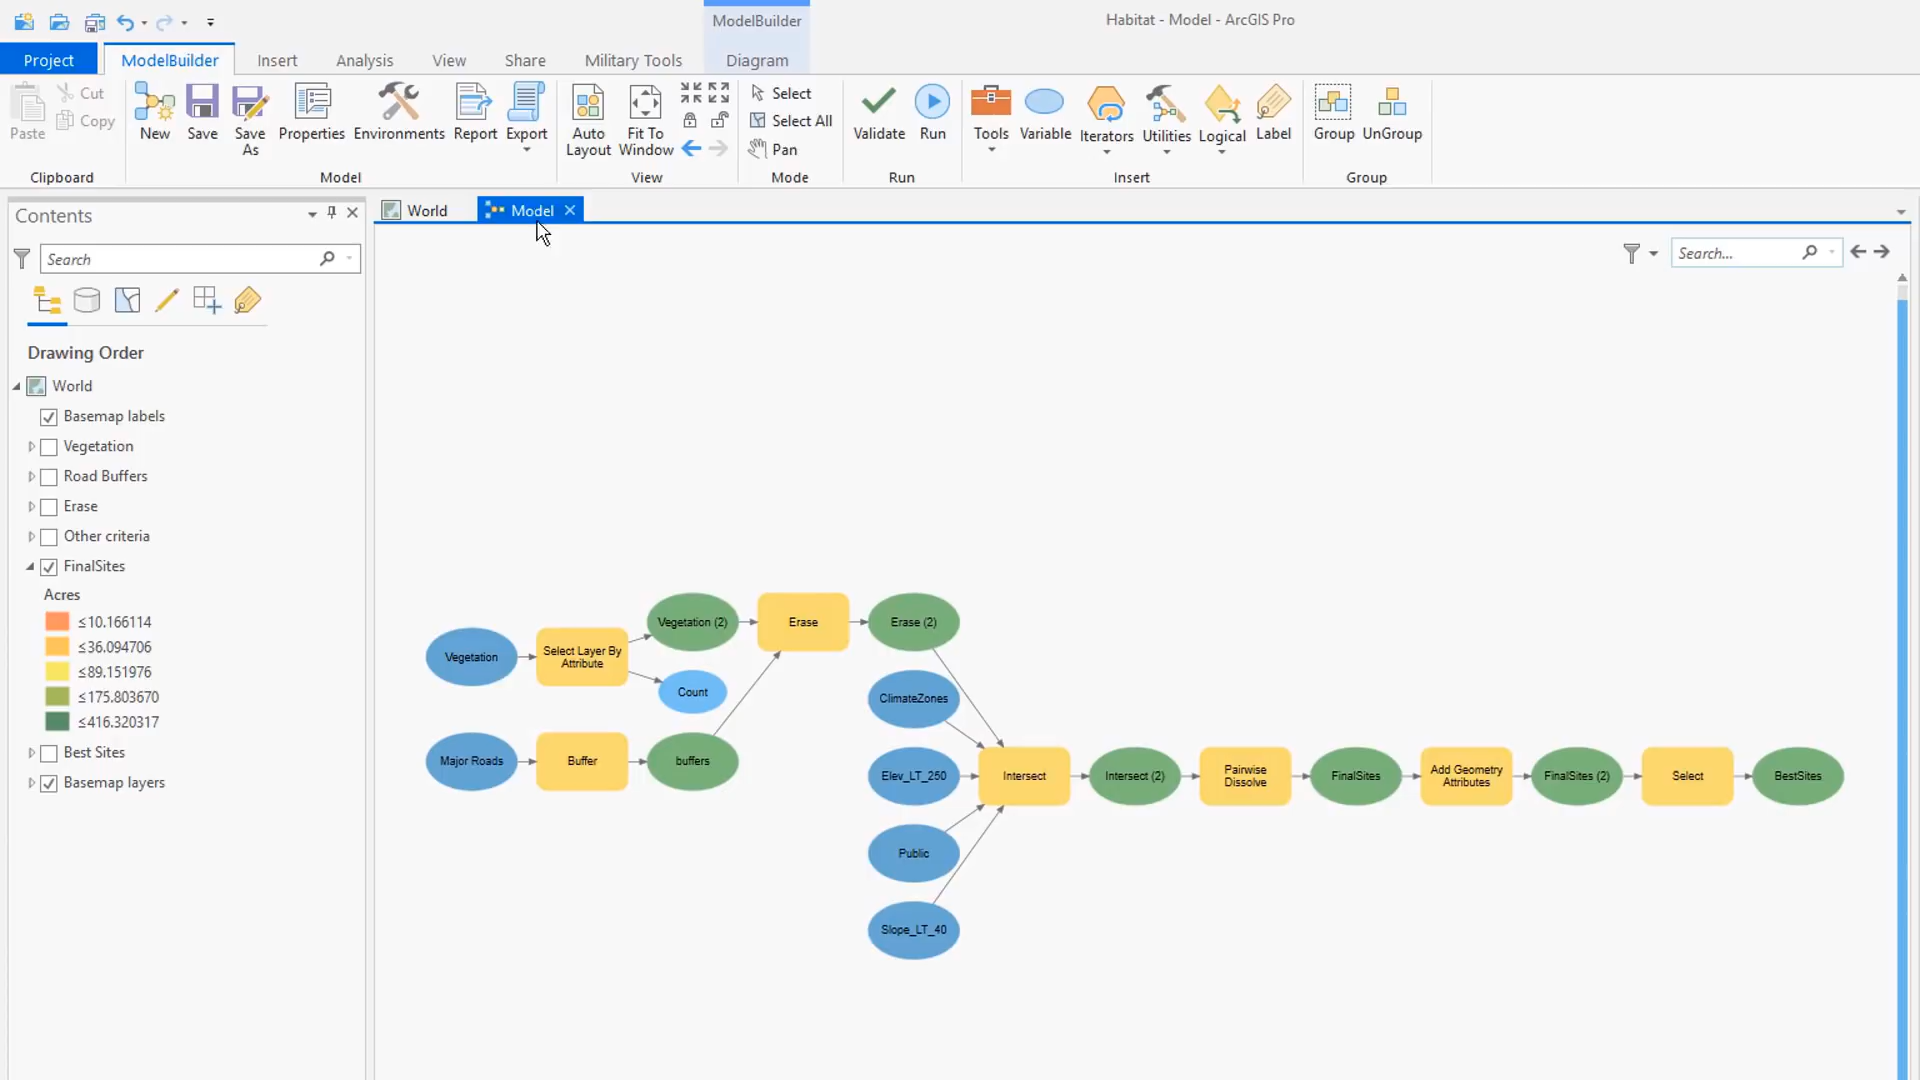 ModelBuilder
Habitat - Model - ArcGIS Pro
Project
ModelBuilder
Insert
Analysis
View
Share
Military Tools
Diagram
Paste
Cut
Copy
New
Save
Save
As
Properties
Environments
Report
Export
Auto
Layout
Fit To
Window
Select
Select All
Pan
Validate
Run
Tools
Variable
Iterators
Utilities
Logical
Label
Group
UnGroup
Clipboard
Model
View
Mode
Run
Insert
Group
Contents
Search
Drawing Order
World
Basemap labels
Vegetation
Road Buffers
Erase
Other criteria
FinalSites
Acres
≤10.166114
≤36.094706
≤89.151976
≤175.803670
≤416.320317
Best Sites
Basemap layers
World
Model
Search...
Vegetation
Select Layer By
Attribute
Vegetation (2)
Count
Erase
Erase (2)
Major Roads
Buffer
buffers
ClimateZones
Elev_LT_250
Public
Slope_LT_40
Intersect
Intersect (2)
Pairwise
Dissolve
FinalSites
Add Geometry
Attributes
FinalSites (2)
Select
BestSites